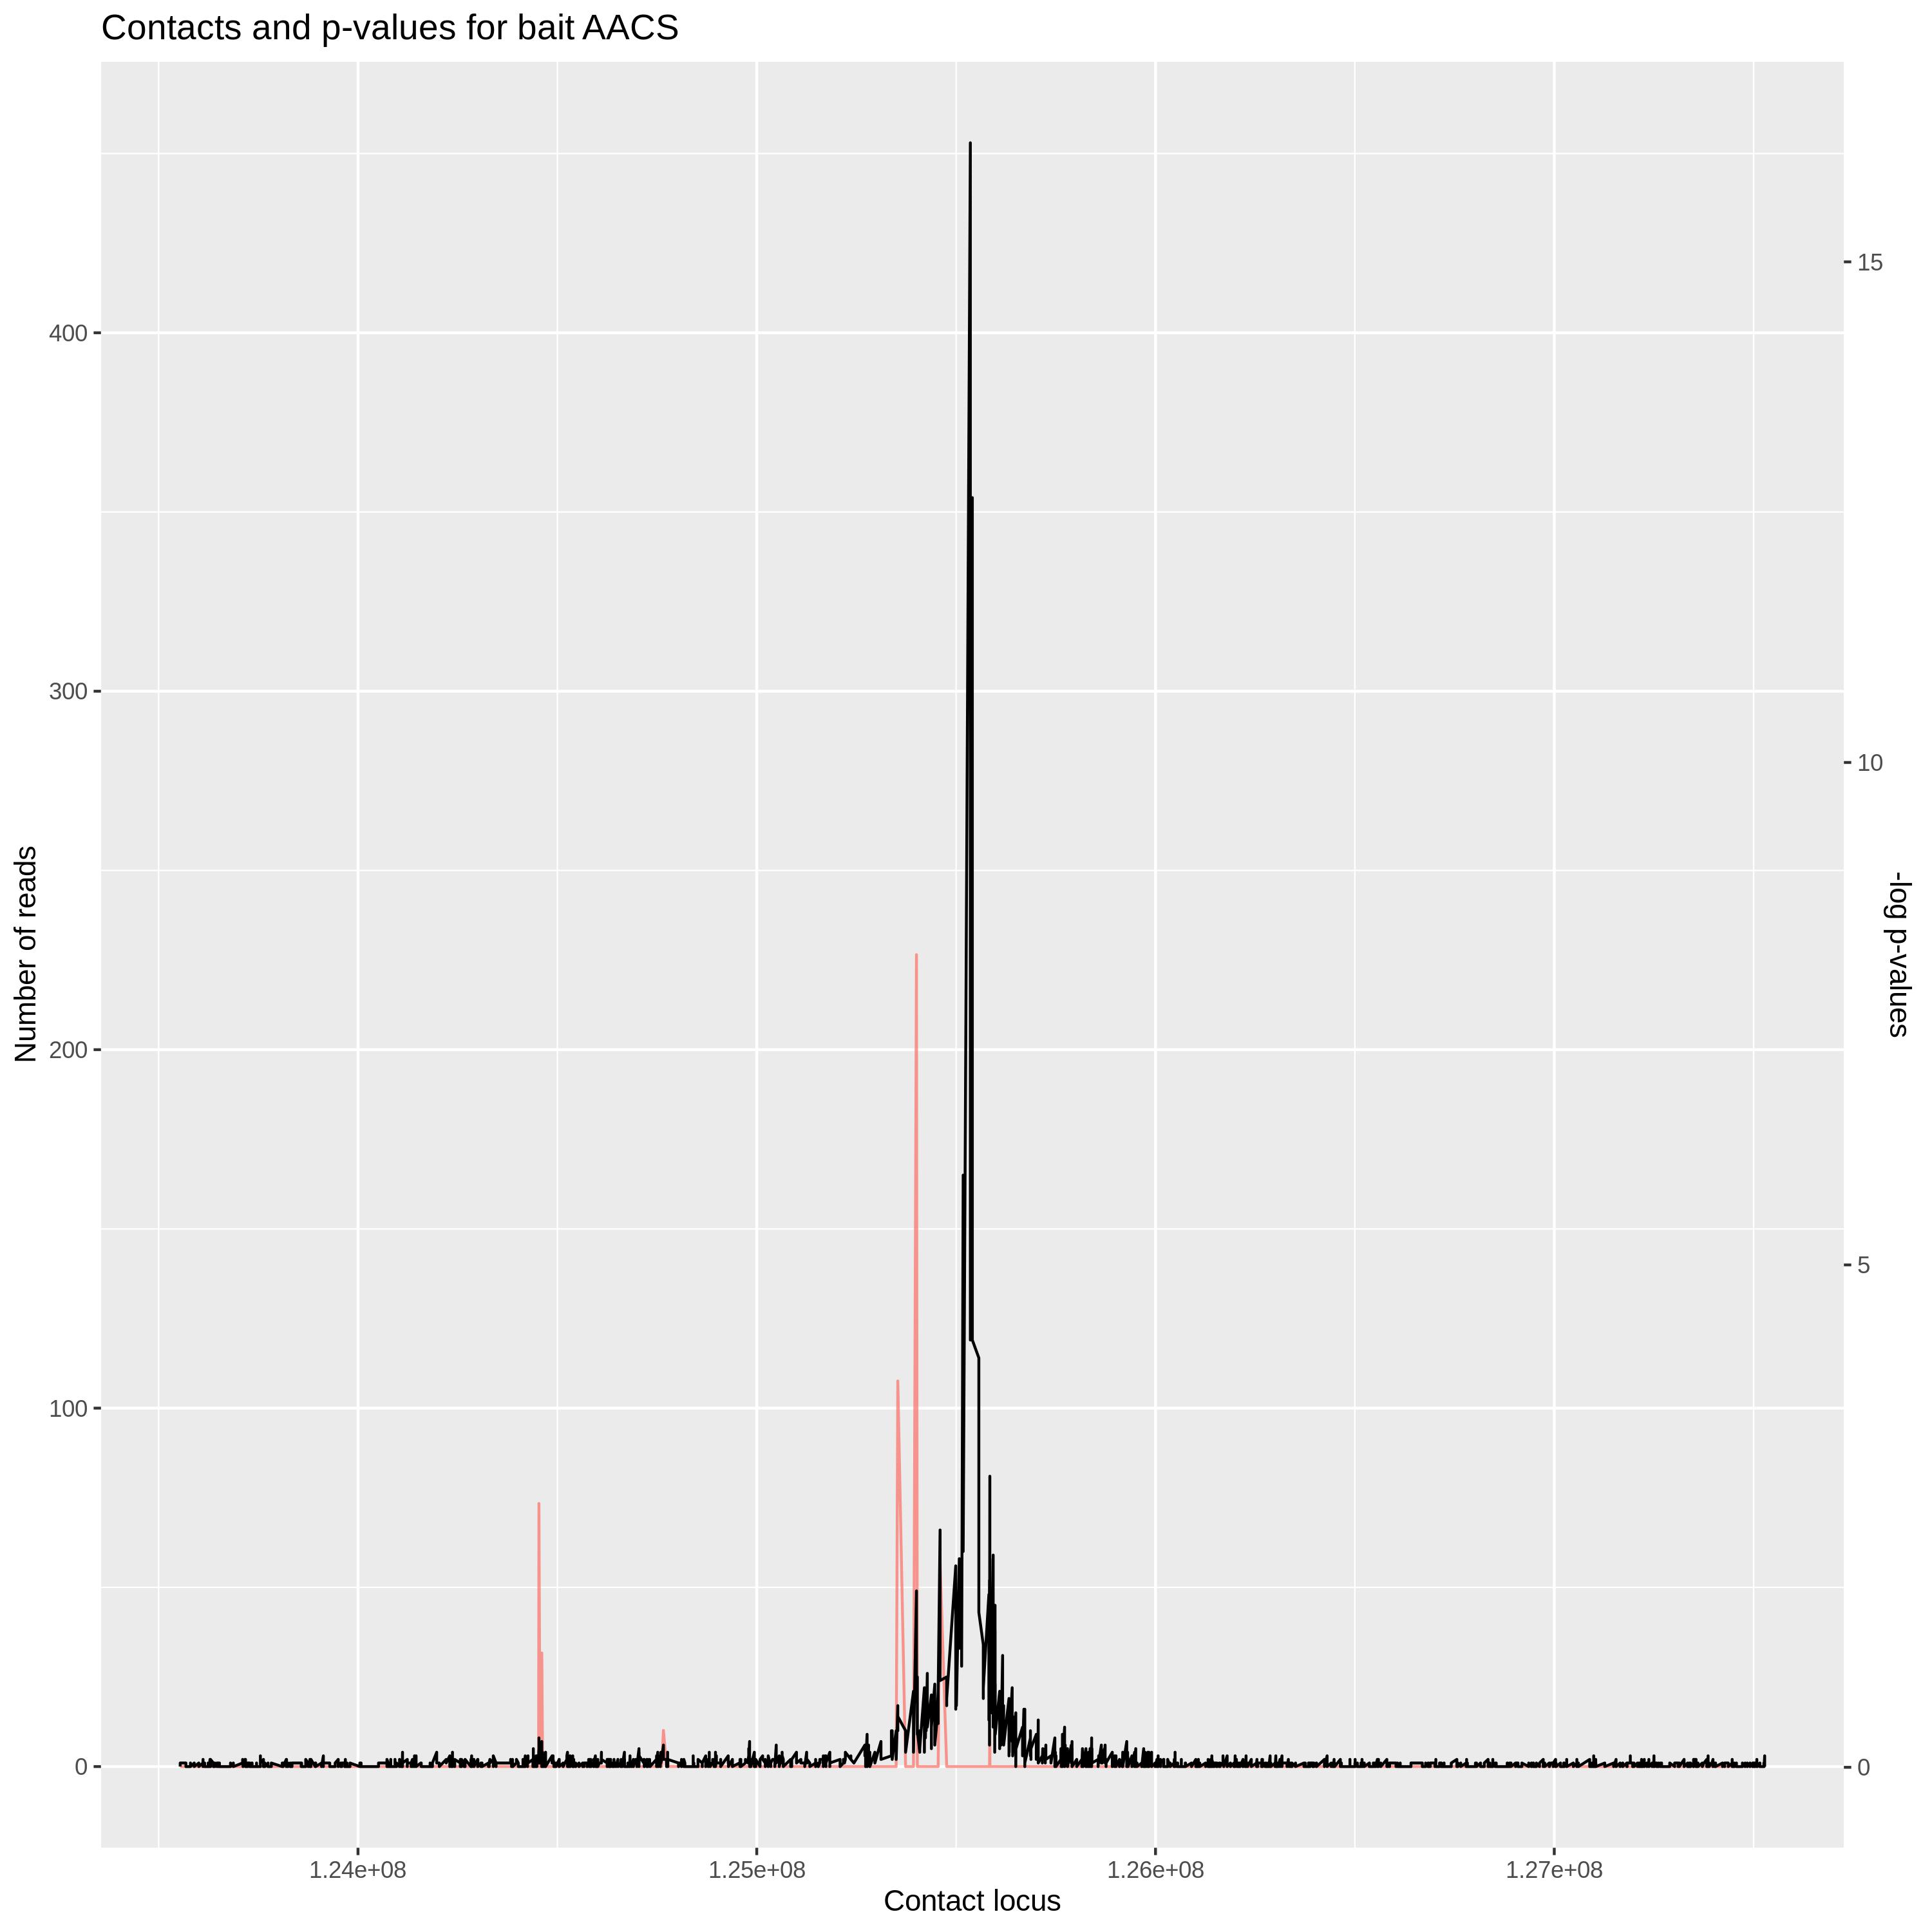 Contacts and p-values for bait AACS
Number of reads
400
300
200
100
0
15
10
5
0
-log p-values
1.24e+08
1.25e+08
1.26e+08
1.27e+08
Contact locus